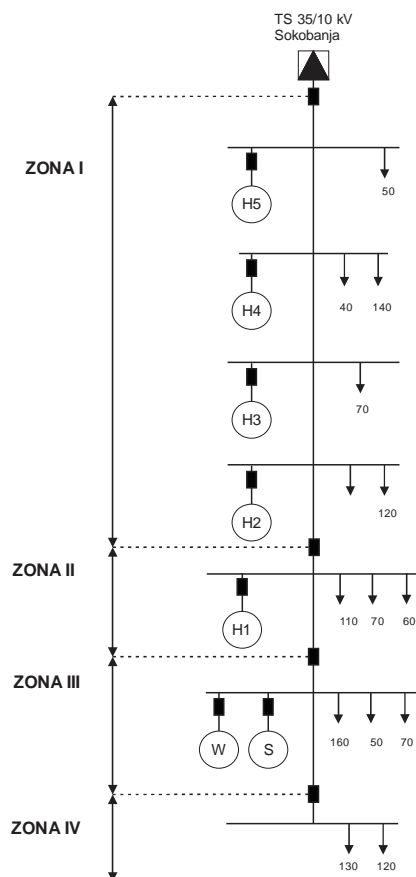 TS 35/10 kV
Sokobanja
ZONA I
H5
50
H4
40 140
H3
70
H2
120
ZONA II
H1
110 70 60
ZONA III
W S
160 50 70
ZONA IV
130 120